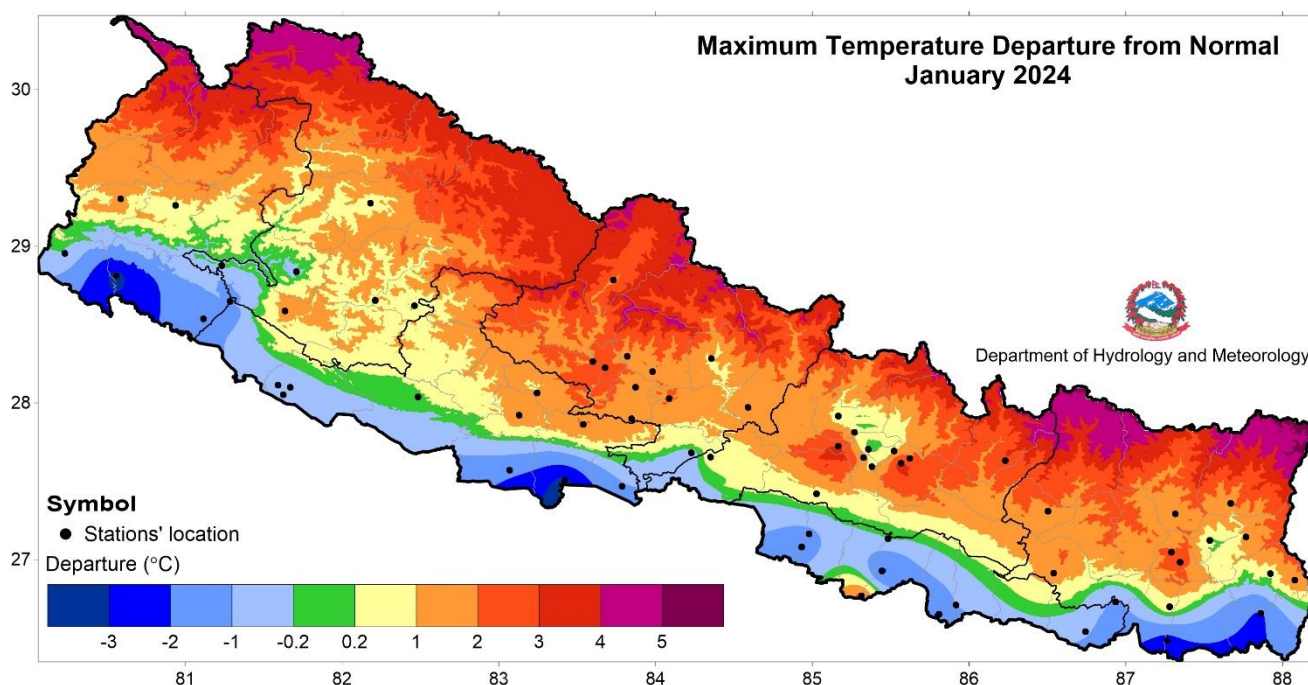 Maximum Temperature Departure from Normal
January 2024
30
29
28
27
Department of Hydrology and Meteorology
Symbol
Stations' location
Departure (°C)
-3 -2 -1 -0.2 0.2 1 2 3 4 5
81 82 83 84 85 86 87 88